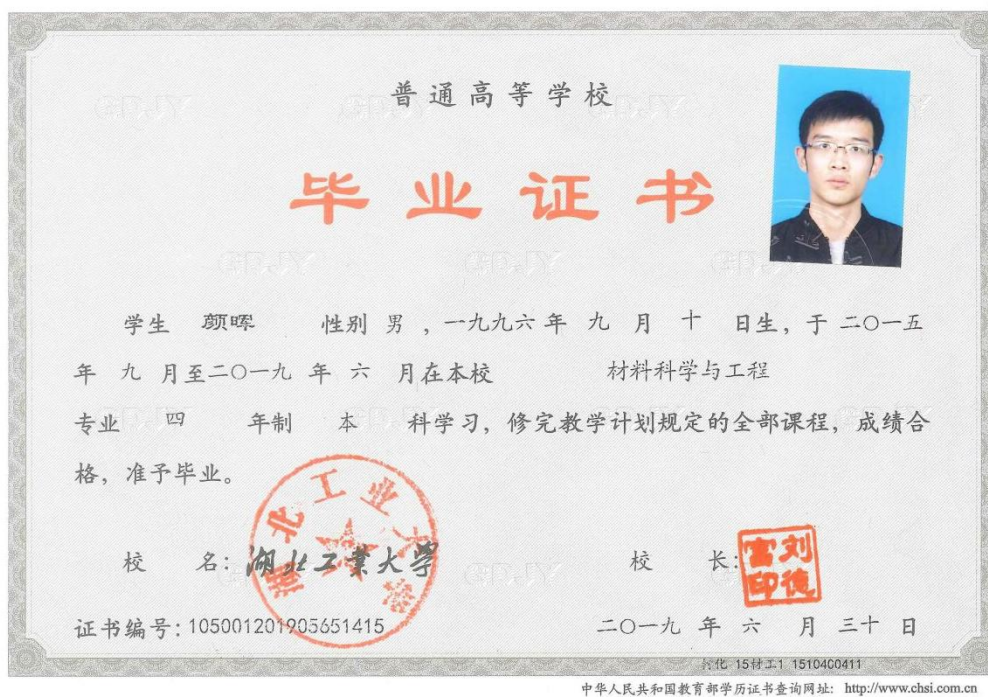 普通高等学校
毕业证书
学生 颜晖 性别 男 ，一九九六 年 九 月 十 日生，于 二〇一五
年 九 月至二〇一九 年 六 月在本校 材料科学与工程
专业 四 年制 本 科学习，修完教学计划规定的全部课程，成绩合
格，准予毕业。
湖北工业大学
校 名：湖北工業大学
校 长：刘德富印
证书编号：105001201905651415
二〇一九 年 六 月 三十 日
15材工1 1510400411
中华人民共和国教育部学历证书查询网址：http://www.chsi.com.cn